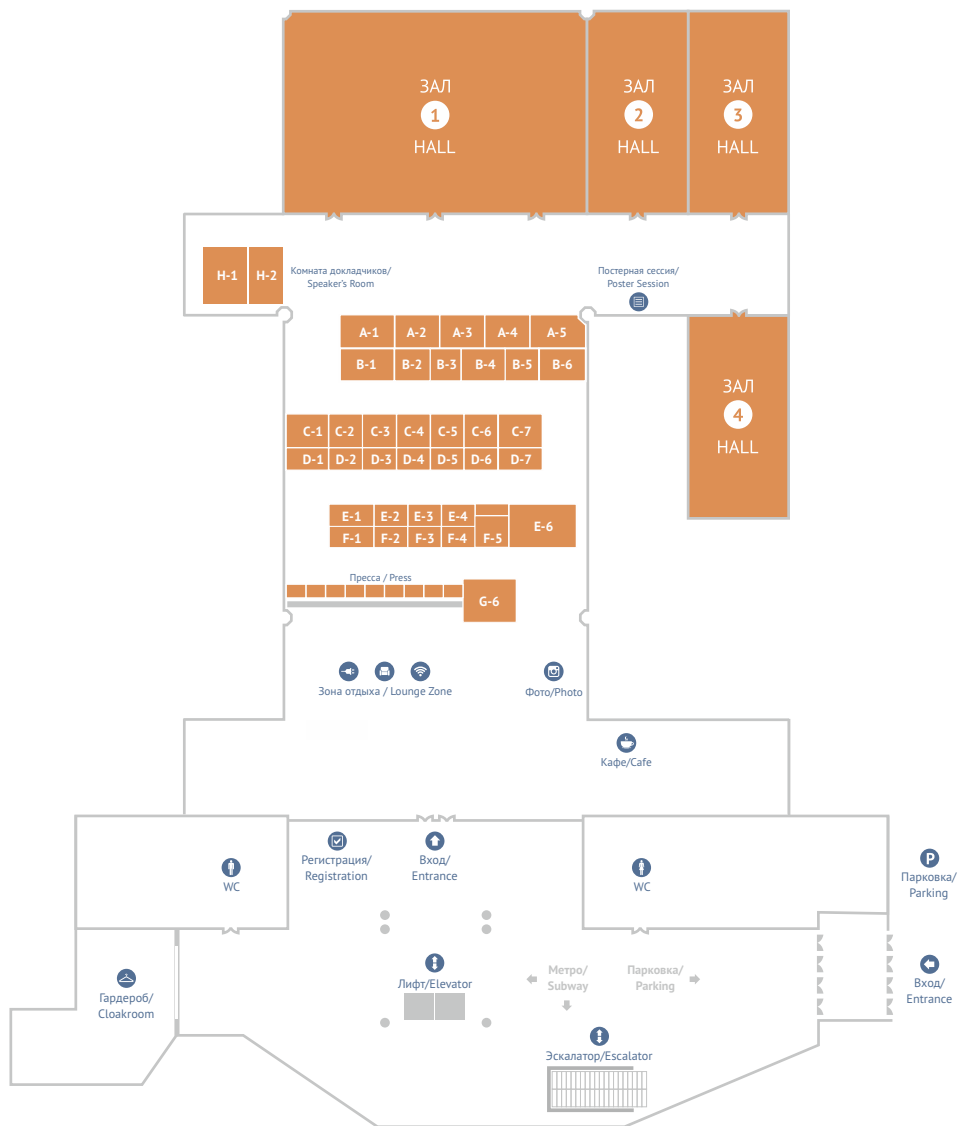 ЗАЛ
1
HALL
ЗАЛ
2
HALL
ЗАЛ
3
HALL
H-1
H-2
Комната докладчиков/
Speaker's Room
Постерная сессия/
Poster Session
A-1
A-2
A-3
A-4
A-5
B-1
B-2
B-3
B-4
B-5
B-6
ЗАЛ
4
HALL
C-1
C-2
C-3
C-4
C-5
C-6
C-7
D-1
D-2
D-3
D-4
D-5
D-6
D-7
E-1
E-2
E-3
E-4
E-6
F-1
F-2
F-3
F-4
F-5
Пресса / Press
G-6
Зона отдыха / Lounge Zone
Фото/Photo
Кафе/Cafe
Регистрация/
Registration
Вход/
Entrance
WC
WC
P
Парковка/
Parking
Гардероб/
Cloakroom
Лифт/Elevator
Метро/
Subway
Парковка/
Parking
Вход/
Entrance
Эскалатор/Escalator